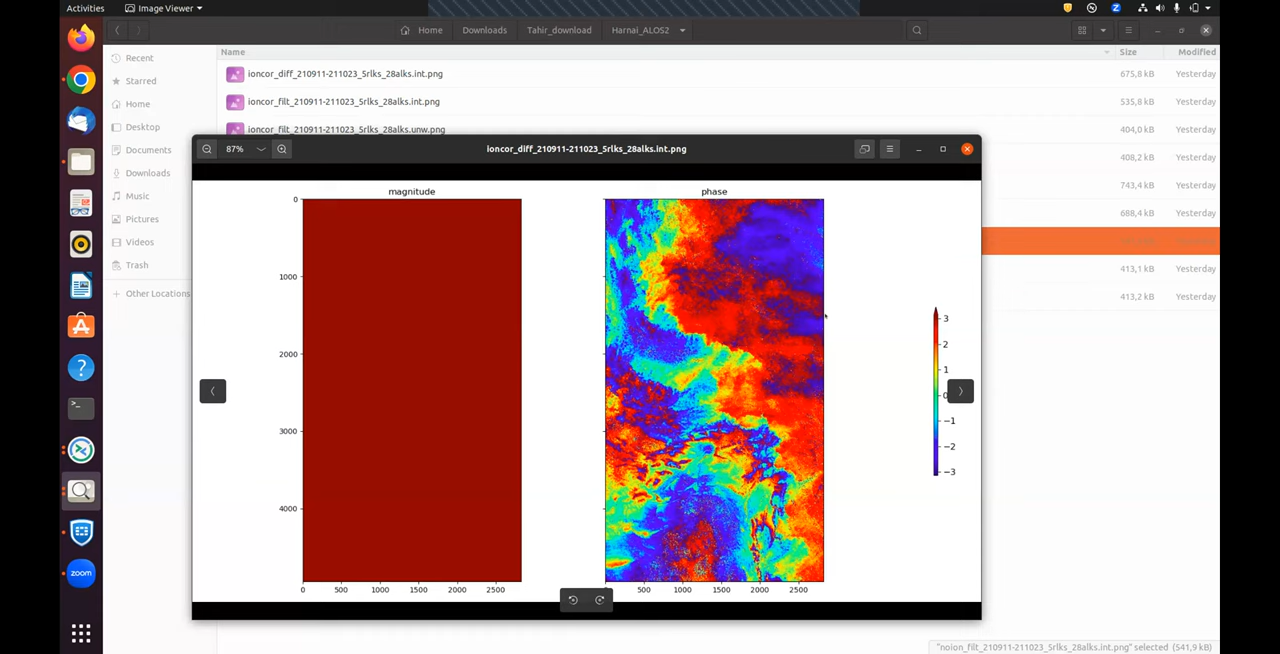 Activities Image Viewer
Home Downloads Tahir_download Harnai_ALOS2
Name Size Modified
Recent
Starred
Home
Desktop
Documents
Downloads
Music
Pictures
Videos
Trash
Other Locations
ioncor_diff_210911-211023_5rlks_28alks.int.png 675,8 kB Yesterday
ioncor_filt_210911-211023_5rlks_28alks.int.png 535,8 kB Yesterday
ioncor_filt_210911-211023_5rlks_28alks.unw.png 404,0 kB Yesterday
408,2 kB Yesterday
743,4 kB Yesterday
688,4 kB Yesterday
413,1 kB Yesterday
413,2 kB Yesterday
87% ioncor_diff_210911-211023_5rlks_28alks.int.png
magnitude
0
1000
2000
3000
4000
0 500 1000 1500 2000 2500
phase
500 1000 1500 2000 2500
3
2
1
0
−1
−2
−3
zoom
"noion_filt_210911-211023_5rlks_28alks.int.png" selected (541,9 kB)